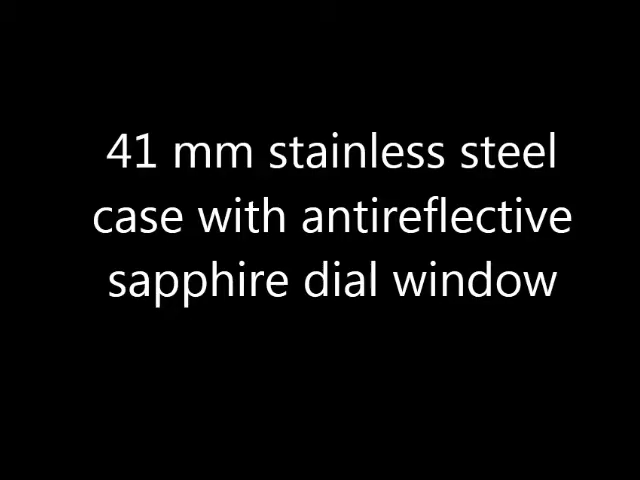 41 mm stainless steel
case with antireflective
sapphire dial window